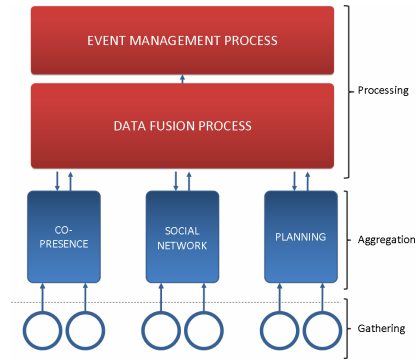 EVENT MANAGEMENT PROCESS
Processing
DATA FUSION PROCESS
CO-
PRESENCE
SOCIAL
NETWORK
PLANNING
Aggregation
Gathering